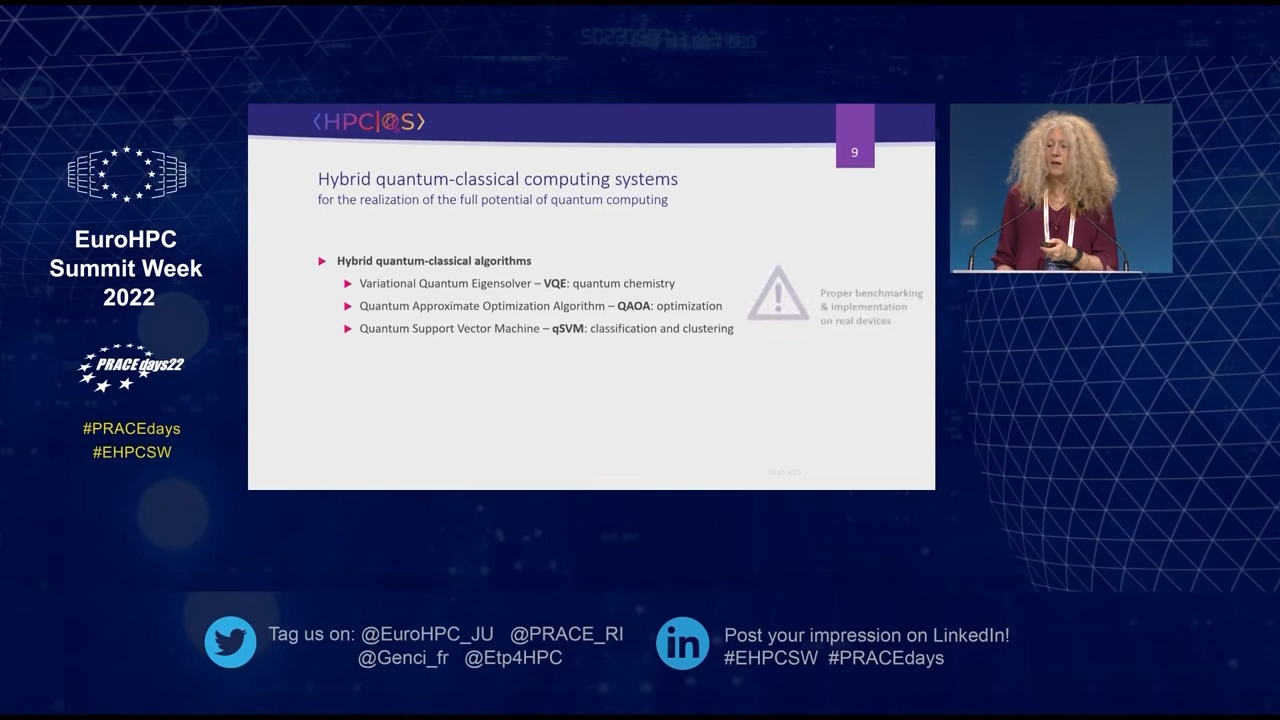 EuroHPC
Summit Week
2022
PRACEdays22
#PRACEdays
#EHPCSW
<HPC|QS>
9
Hybrid quantum-classical computing systems
for the realization of the full potential of quantum computing
Hybrid quantum-classical algorithms
Variational Quantum Eigensolver – VQE: quantum chemistry
Quantum Approximate Optimization Algorithm – QAOA: optimization
Quantum Support Vector Machine – qSVM: classification and clustering
Proper benchmarking
& implementation
on real devices
Tag us on: @EuroHPC_JU @PRACE_RI
@Genci_fr @Etp4HPC
in
Post your impression on LinkedIn!
#EHPCSW #PRACEdays